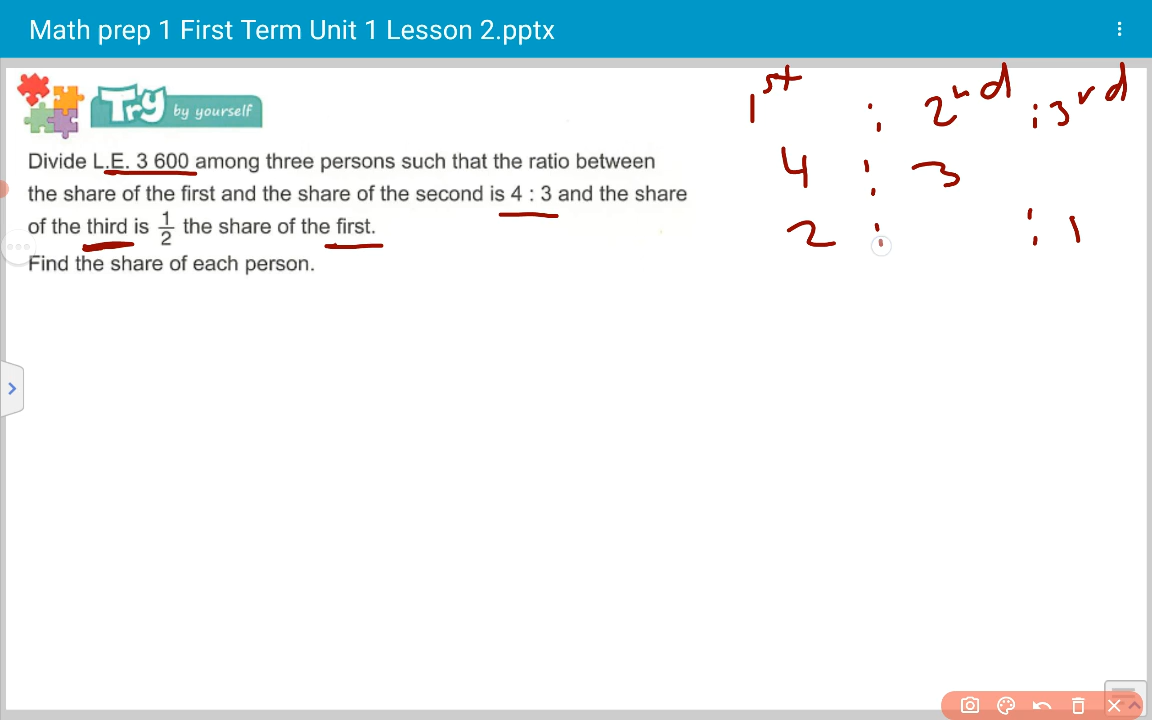 Math prep 1 First Term Unit 1 Lesson 2.pptx
Try by yourself
Divide L.E. 3 600 among three persons such that the ratio between
the share of the first and the share of the second is 4 : 3 and the share
of the third is 1/2 the share of the first.
Find the share of each person.
1st : 2nd : 3rd
4 : 3
2 : : 1